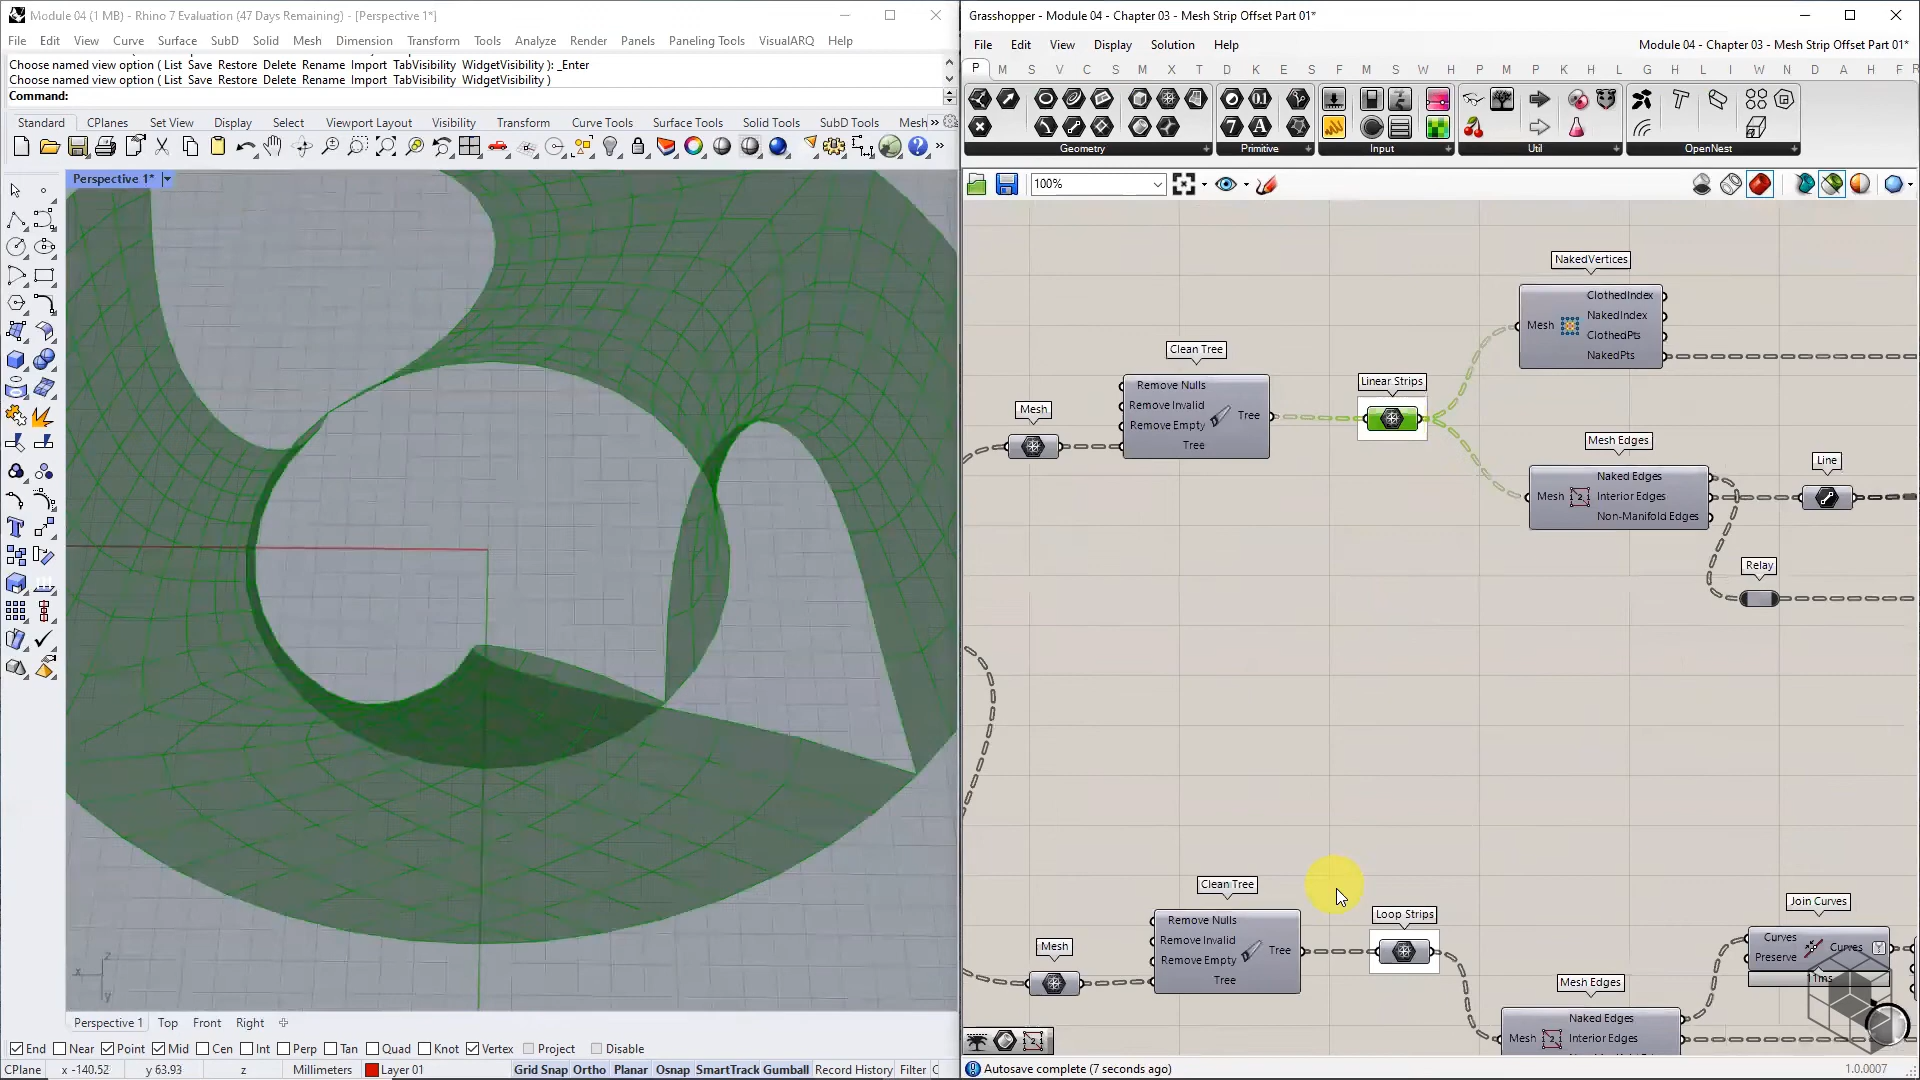 Module 04 (1 MB) - Rhino 7 Evaluation (47 Days Remaining) - [Perspective 1*]
File Edit View Curve Surface SubD Solid Mesh Dimension Transform Tools Analyze Render Panels Paneling Tools VisualARQ Help
Choose named view option ( List Save Restore Delete Rename Import TabVisibility WidgetVisibility ): _Enter
Choose named view option ( List Save Restore Delete Rename Import TabVisibility WidgetVisibility )
Command:
Standard CPlanes Set View Display Select Viewport Layout Visibility Transform Curve Tools Surface Tools Solid Tools SubD Tools Mesh
Perspective 1*
x
z
y
Perspective 1 Top Front Right
End Near Point Mid Cen Int Perp Tan Quad Knot Vertex Project Disable
CPlane x -140.52 y 63.93 z Millimeters Layer 01 Grid Snap Ortho Planar Osnap SmartTrack Gumball Record History Filter C
Grasshopper - Module 04 - Chapter 03 - Mesh Strip Offset Part 01*
File Edit View Display Solution Help
Module 04 - Chapter 03 - Mesh Strip Offset Part 01*
P M S V C S M X T D K E S F M S W H S P M F K H L G H L I W N D A H F
Geometry Primitive Input Util OpenNest
100%
NakedVertices
Mesh
ClothedIndex
NakedIndex
ClothedPts
NakedPts
Clean Tree
Remove Nulls
Remove Invalid
Remove Empty
Tree
Tree
Mesh
Linear Strips
Mesh Edges
Mesh
Naked Edges
Interior Edges
Non-Manifold Edges
Line
Relay
Clean Tree
Remove Nulls
Remove Invalid
Remove Empty
Tree
Tree
Mesh
Loop Strips
Join Curves
Curves
Preserve
Curves
11ms
Mesh Edges
Mesh
Naked Edges
Interior Edges
Autosave complete (7 seconds ago)
1.0.0007